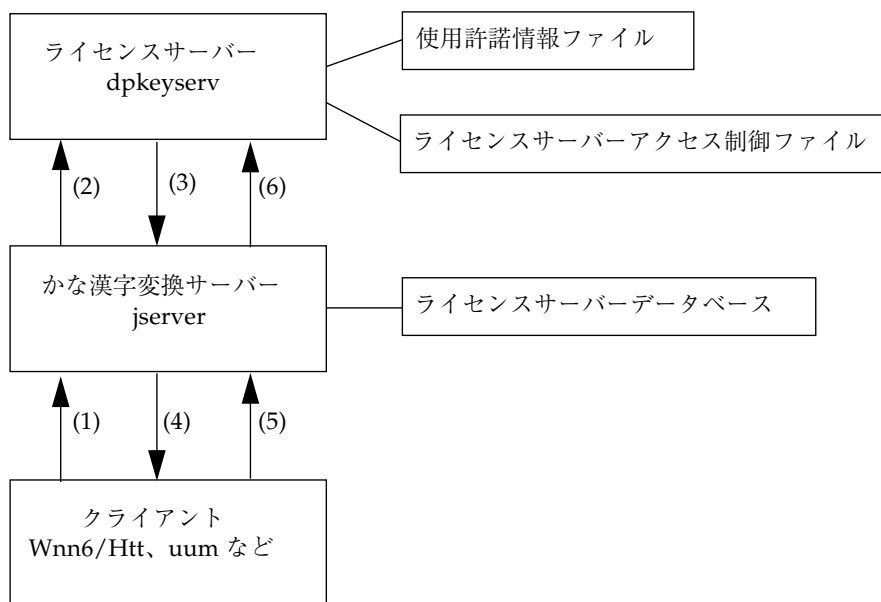 ライセンスサーバー
dpkeyserv
使用許諾情報ファイル
ライセンスサーバーアクセス制御ファイル
(2)
(3)
(6)
かな漢字変換サーバー
jserver
ライセンスサーバーデータベース
(1)
(4)
(5)
クライアント
Wnn6/Htt、uum など